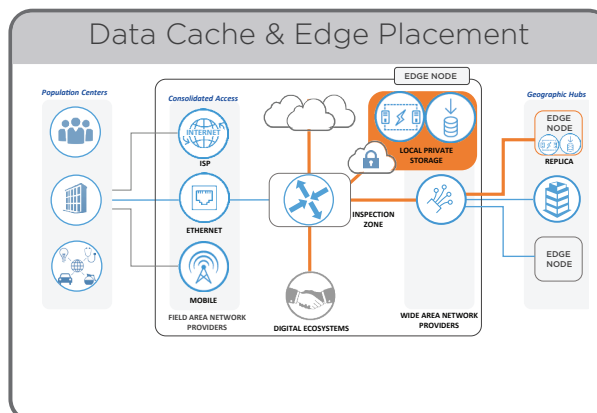 Data Cache & Edge Placement
EDGE NODE
Population Centers
Consolidated Access
Geographic Hubs
INTERNET
ISP
ETHERNET
MOBILE
FIELD AREA NETWORK
PROVIDERS
LOCAL PRIVATE
STORAGE
INSPECTION
ZONE
DIGITAL ECOSYSTEMS
WIDE AREA NETWORK
PROVIDERS
EDGE
NODE
REPLICA
EDGE
NODE